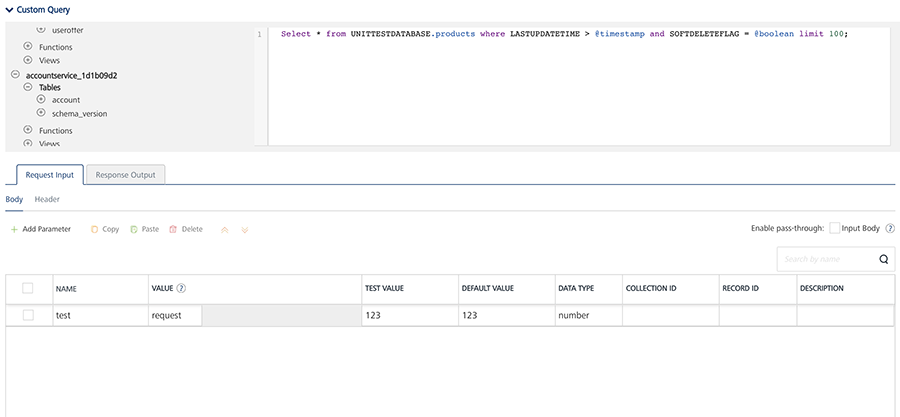 Custom Query
userotter
Functions
Views
accountservice_1d1b09d2
Tables
account
schema_version
Functions
Views
1 Select * from UNITTESTDATABASE.products where LASTUPDATETIME > @timestamp and SOFTDELETEFLAG = @boolean limit 100;
Request Input Response Output
Body Header
+ Add Parameter Copy Paste Delete Enable pass-through: Input Body ?
Search by name
NAME VALUE ? TEST VALUE DEFAULT VALUE DATA TYPE COLLECTION ID RECORD ID DESCRIPTION
test request 123 123 number